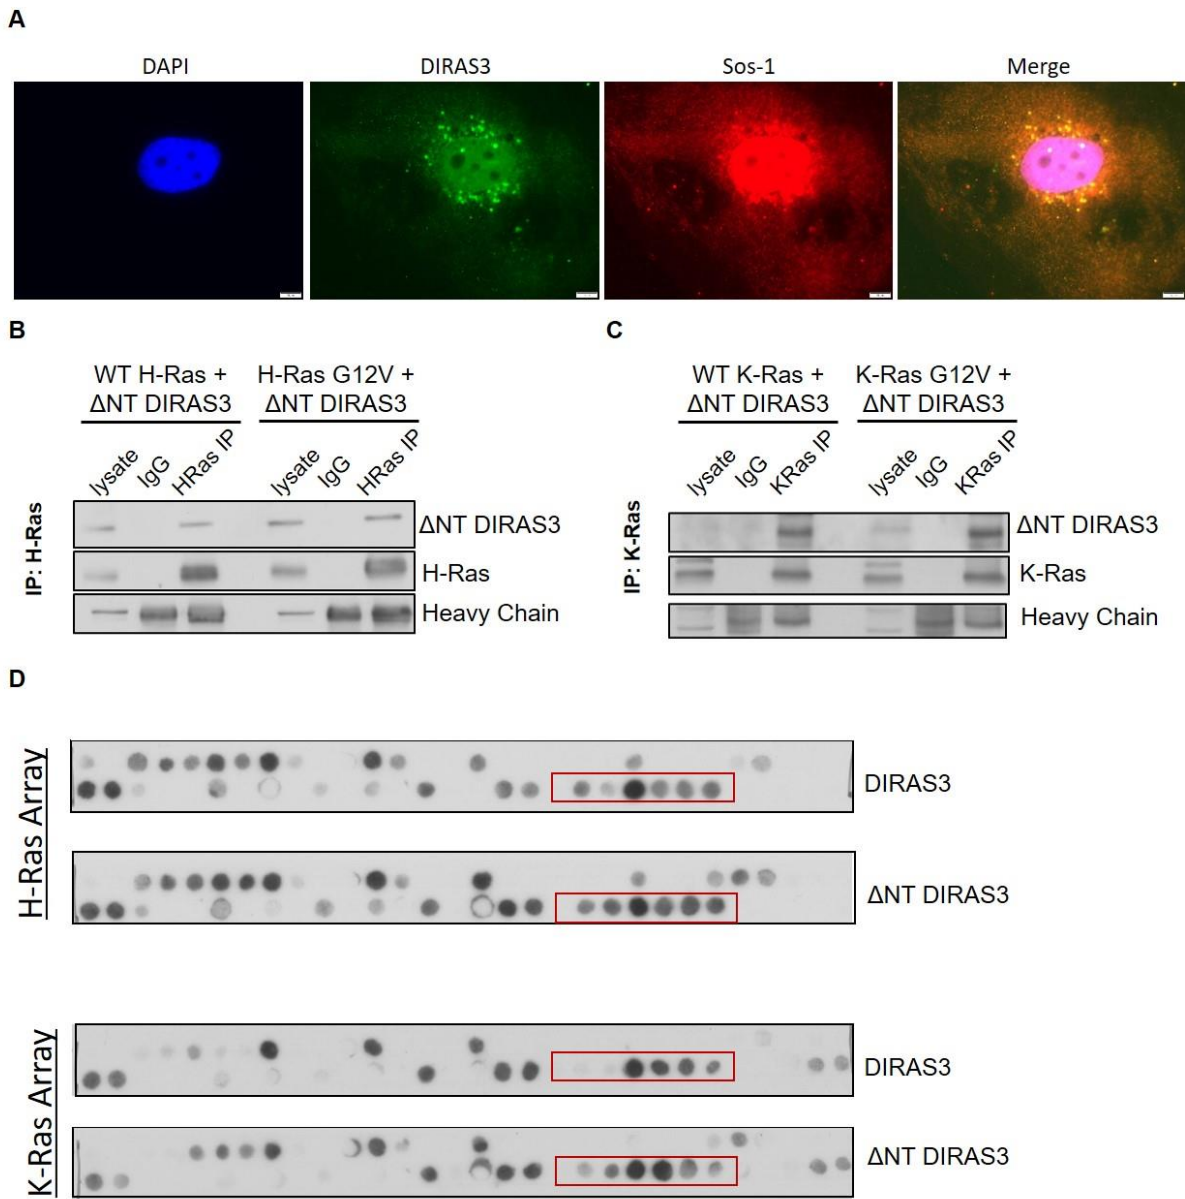 A
DAPI
DIRAS3
Sos-1
Merge
B
WT H-Ras +
ΔNT DIRAS3
H-Ras G12V +
ΔNT DIRAS3
lysate
IgG
HRas IP
lysate
IgG
HRas IP
IP: H-Ras
ΔNT DIRAS3
H-Ras
Heavy Chain
C
WT K-Ras +
ΔNT DIRAS3
K-Ras G12V +
ΔNT DIRAS3
lysate
IgG
KRas IP
lysate
IgG
KRas IP
IP: K-Ras
ΔNT DIRAS3
K-Ras
Heavy Chain
D
H-Ras Array
DIRAS3
ΔNT DIRAS3
K-Ras Array
DIRAS3
ΔNT DIRAS3